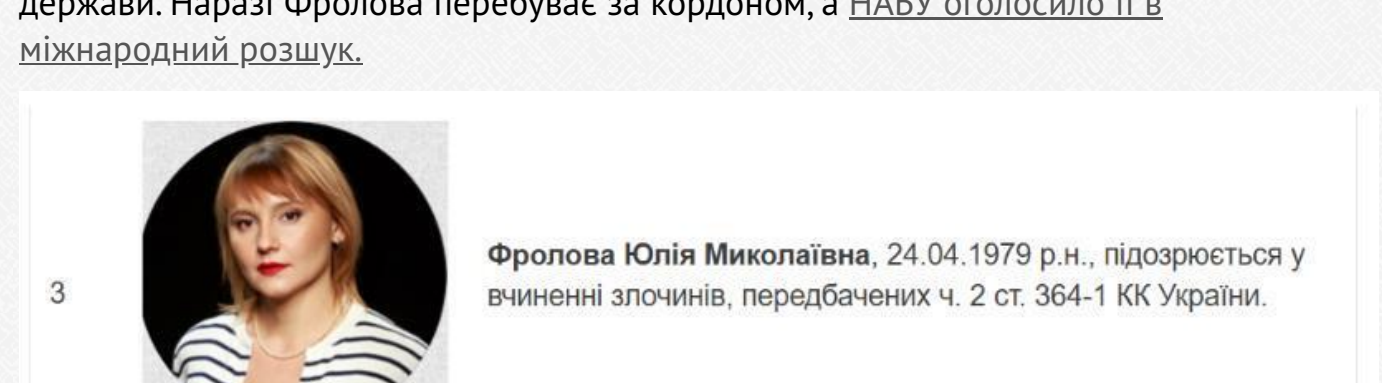 держави. Наразі Фролова перебуває за кордоном, а НАБУ оголосило її в
міжнародний розшук.
3
Фролова Юлія Миколаївна, 24.04.1979 р.н., підозрюється у
вчиненні злочинів, передбачених ч. 2 ст. 364-1 КК України.